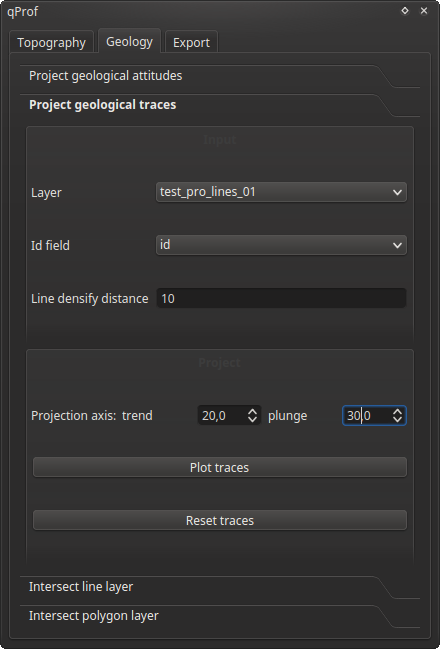 qProf
Topography Geology Export
Project geological attitudes
Project geological traces
Input
Layer test_pro_lines_01
Id field id
Line densify distance 10
Project
Projection axis: trend 20,0 plunge 30,0
Plot traces
Reset traces
Intersect line layer
Intersect polygon layer